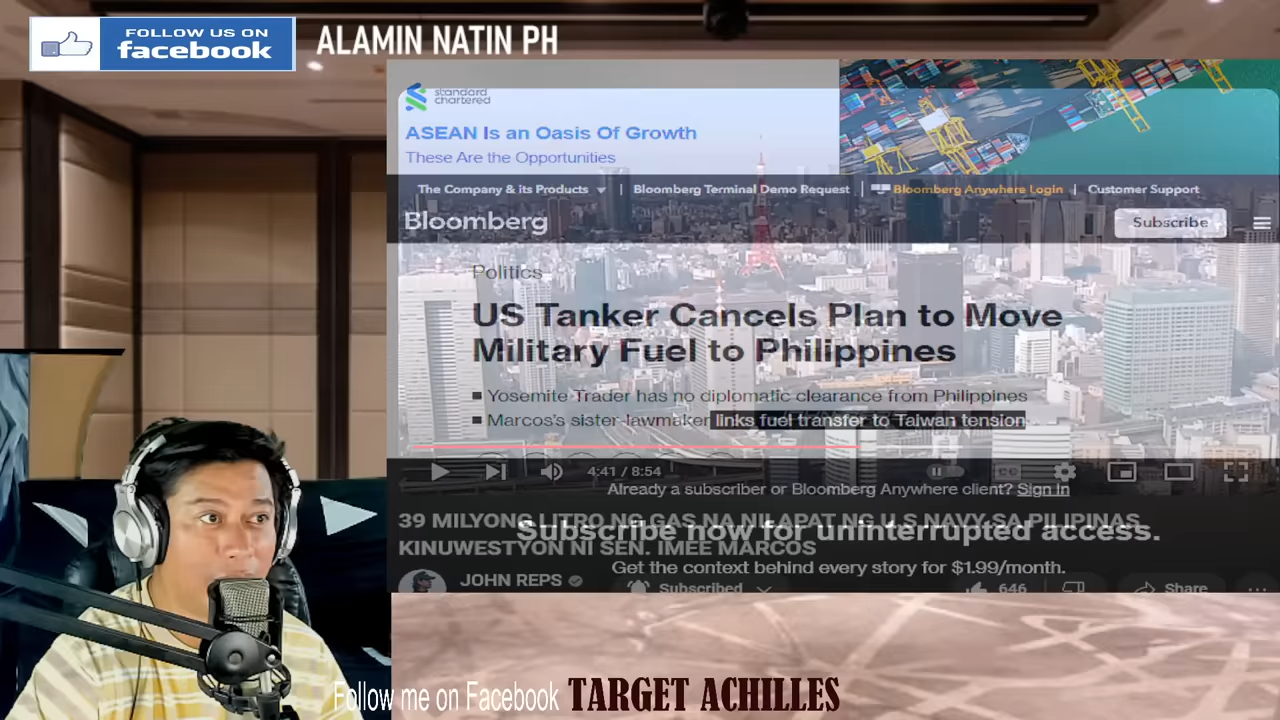 FOLLOW US ON
facebook
ALAMIN NATIN PH
standard
chartered
ASEAN Is an Oasis Of Growth
These Are the Opportunities
The Company & its Products
Bloomberg Terminal Demo Request
Bloomberg Anywhere Login
Customer Support
Bloomberg
Subscribe
Politics
US Tanker Cancels Plan to Move
Military Fuel to Philippines
Yosemite Trader has no diplomatic clearance from Philippines
Marcos's sister-lawmaker links fuel transfer to Taiwan tension
4:41 / 8:54
Already a subscriber or Bloomberg Anywhere client? Sign In
39 MILYONG LITRO NG GAS NA NILAPAT NG U.S NAVY SA PILIPINAS
Subscribe now for uninterrupted access.
KINUWESTYON NI SEN. IMEE MARCOS
Get the context behind every story for $1.99/month.
JOHN REPS
Subscribed
646
Share
Follow me on Facebook TARGET ACHILLES